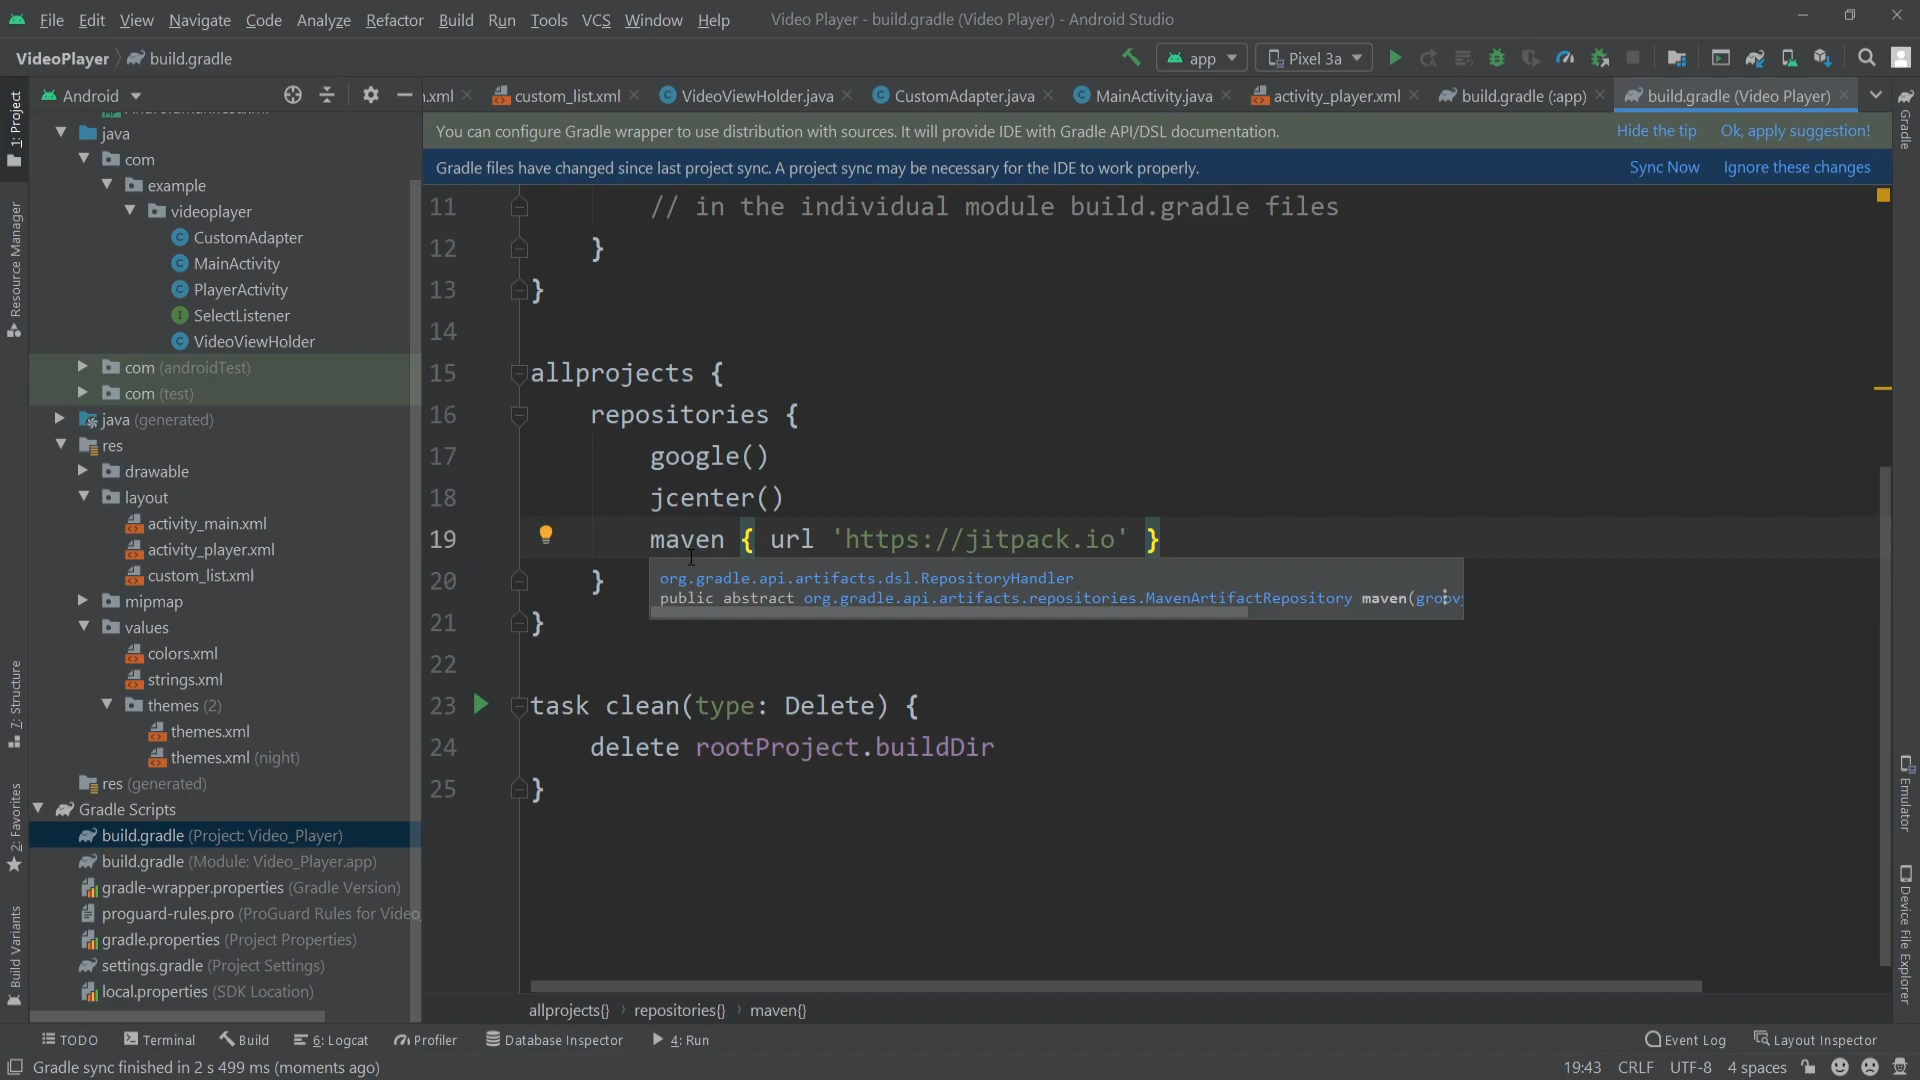 File Edit View Navigate Code Analyze Refactor Build Run Tools VCS Window Help Video Player - build.gradle (Video Player) - Android Studio
VideoPlayer build.gradle app Pixel 3a
Android .xml custom_list.xml VideoViewHolder.java CustomAdapter.java MainActivity.java activity_player.xml build.gradle (:app) build.gradle (Video Player)
You can configure Gradle wrapper to use distribution with sources. It will provide IDE with Gradle API/DSL documentation. Hide the tip Ok, apply suggestion!
Gradle files have changed since last project sync. A project sync may be necessary for the IDE to work properly. Sync Now Ignore these changes
1: Project
Resource Manager
7: Structure
2: Favorites
Build Variants
java
com
example
videoplayer
CustomAdapter
MainActivity
PlayerActivity
SelectListener
VideoViewHolder
com (androidTest)
com (test)
java (generated)
res
drawable
layout
activity_main.xml
activity_player.xml
custom_list.xml
mipmap
values
colors.xml
strings.xml
themes (2)
themes.xml
themes.xml (night)
res (generated)
Gradle Scripts
build.gradle (Project: Video_Player)
build.gradle (Module: Video_Player.app)
gradle-wrapper.properties (Gradle Version)
proguard-rules.pro (ProGuard Rules for Video
gradle.properties (Project Properties)
settings.gradle (Project Settings)
local.properties (SDK Location)
11 // in the individual module build.gradle files
12 }
13 }
14
15 allprojects {
16 repositories {
17 google()
18 jcenter()
19 maven { url 'https://jitpack.io' }
org.gradle.api.artifacts.dsl.RepositoryHandler
public abstract org.gradle.api.artifacts.repositories.MavenArtifactRepository maven(groovy
20 }
21 }
22
23 task clean(type: Delete) {
24 delete rootProject.buildDir
25 }
allprojects{} repositories{} maven{}
Gradle
Emulator
Device File Explorer
TODO Terminal Build 6: Logcat Profiler Database Inspector 4: Run Event Log Layout Inspector
Gradle sync finished in 2 s 499 ms (moments ago) 19:43 CRLF UTF-8 4 spaces